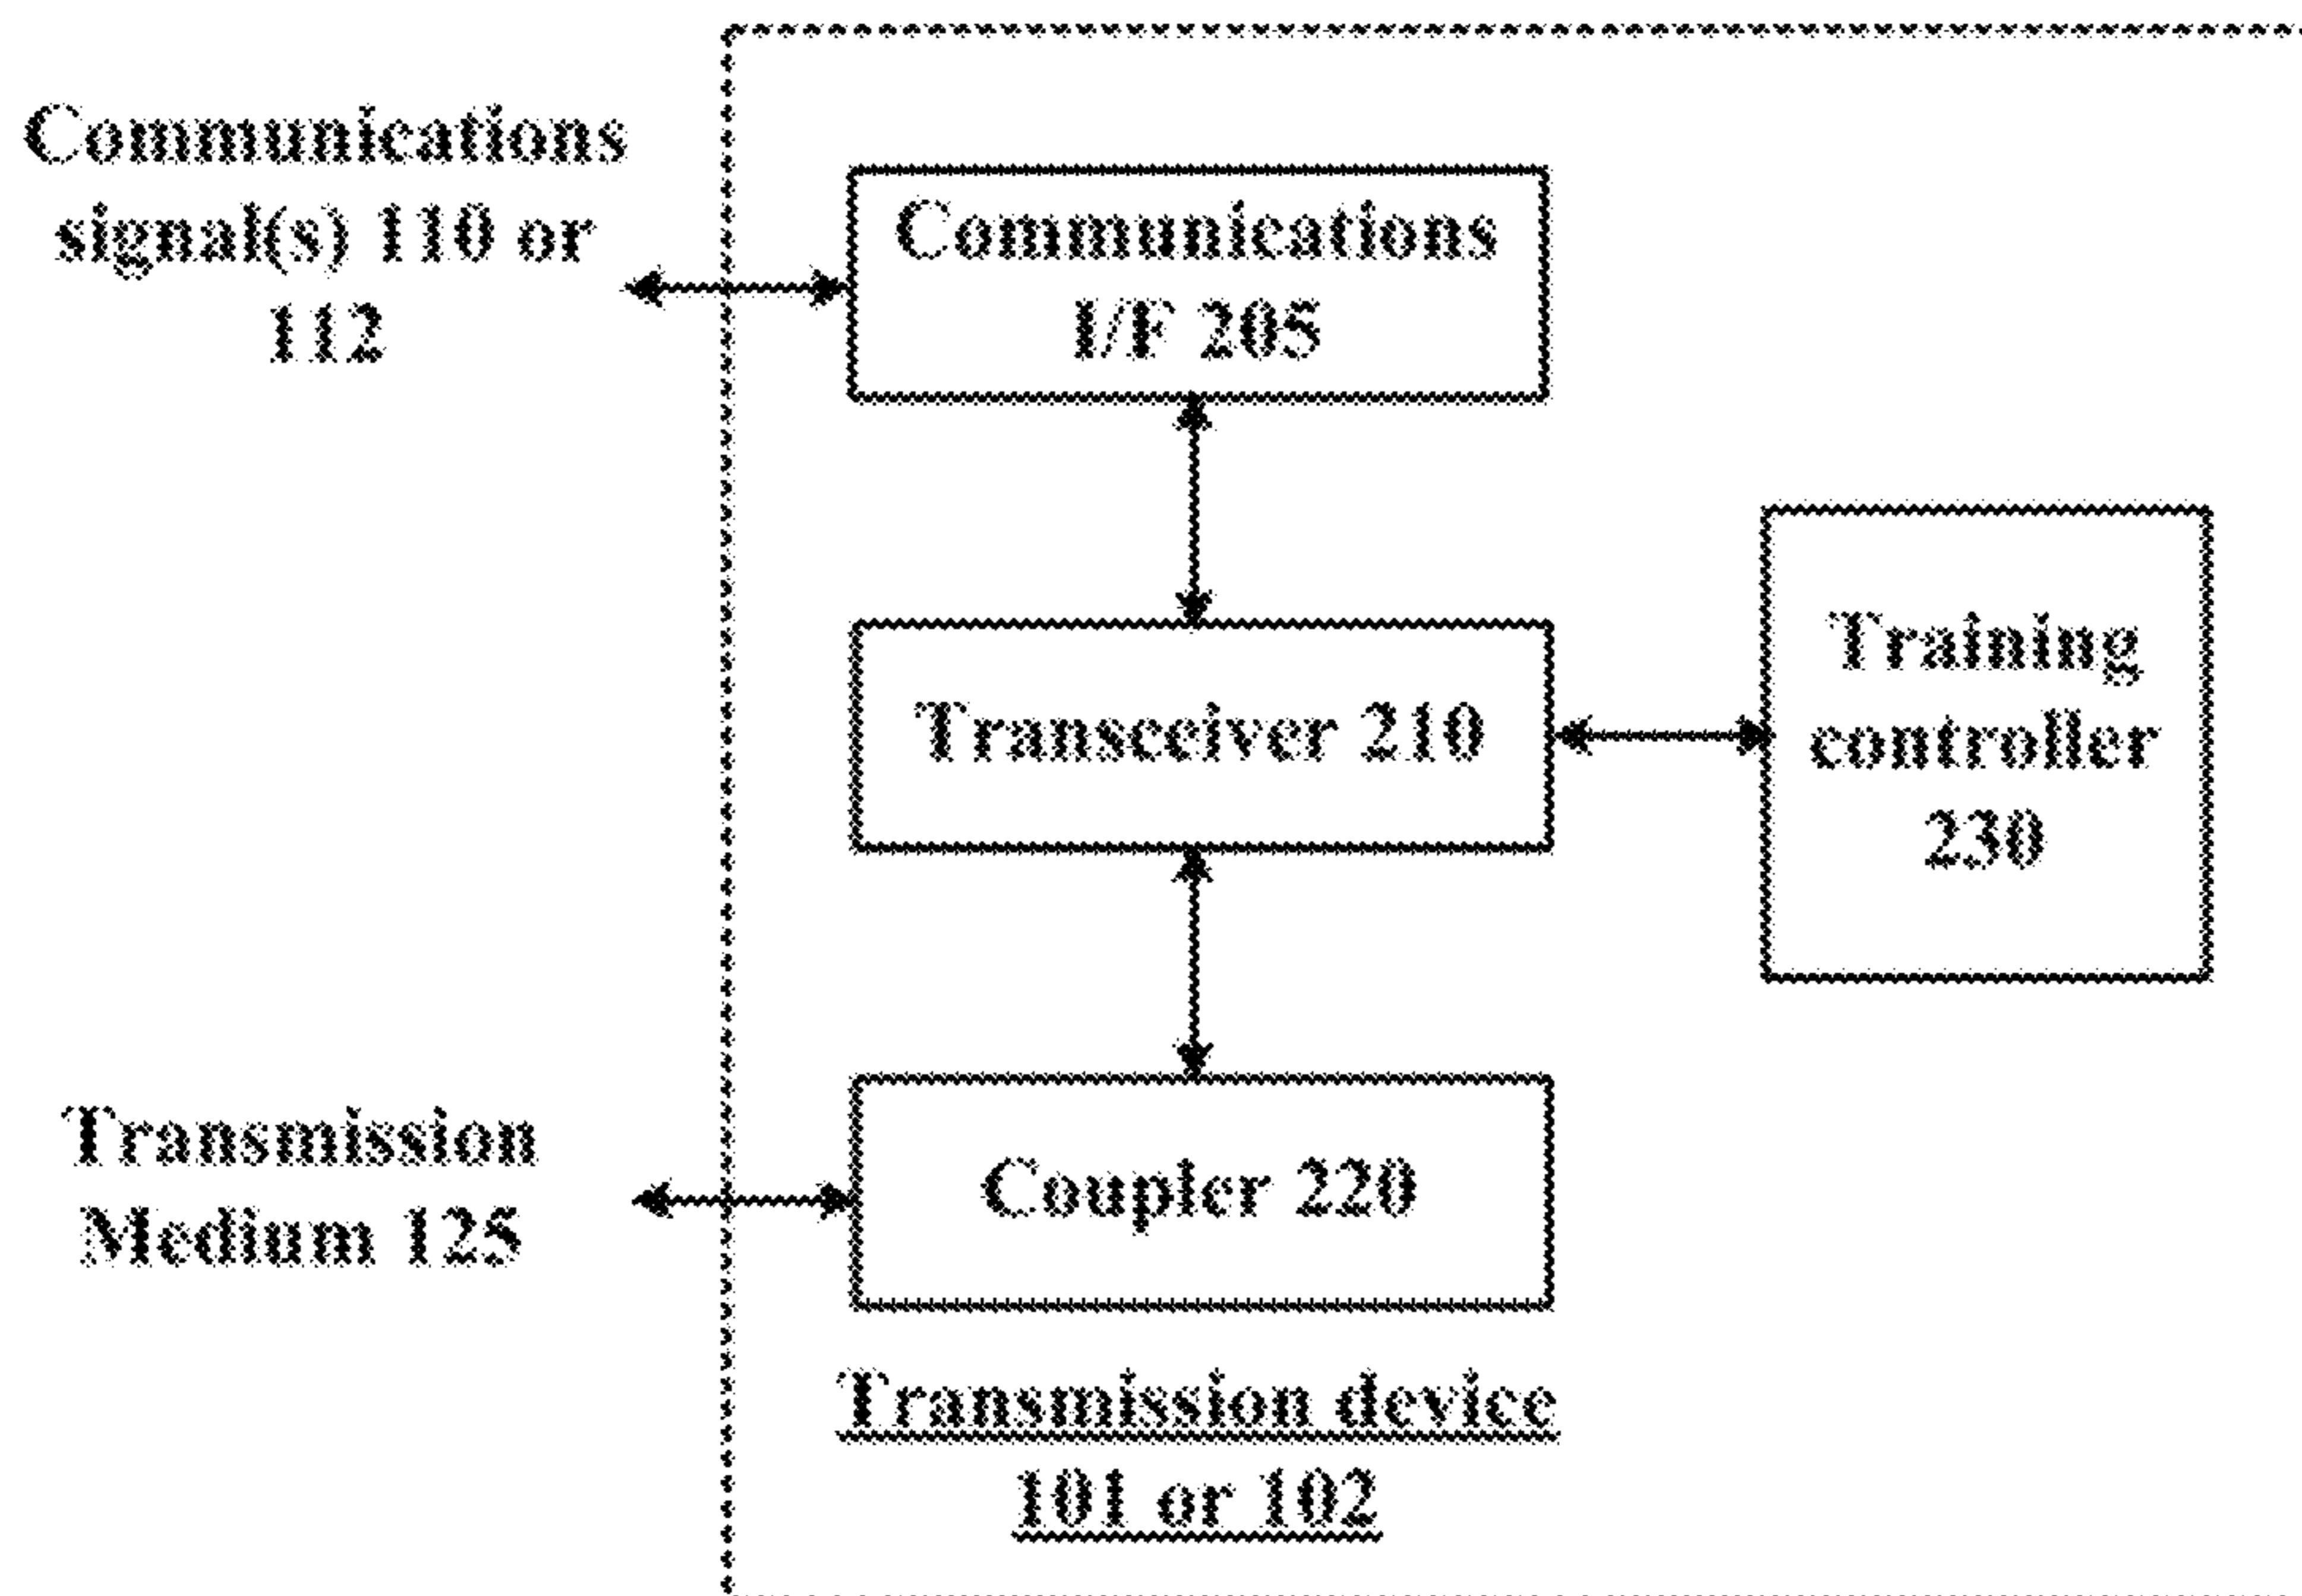 Communications
signal(s) 110 or
112
Communications
I/F 205
Transceiver 210
Training
controller
230
Coupler 220
Transmission
Medium 125
Transmission device
101 or 102